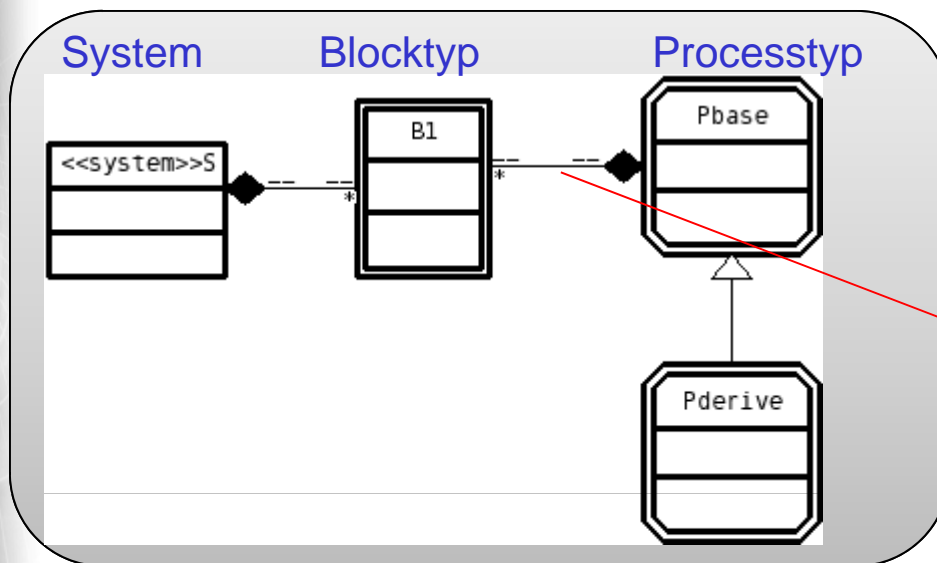 System Blocktyp Processtyp
Pbase
B1
<<system>>S
-- --
*
-- --
*
Pderive